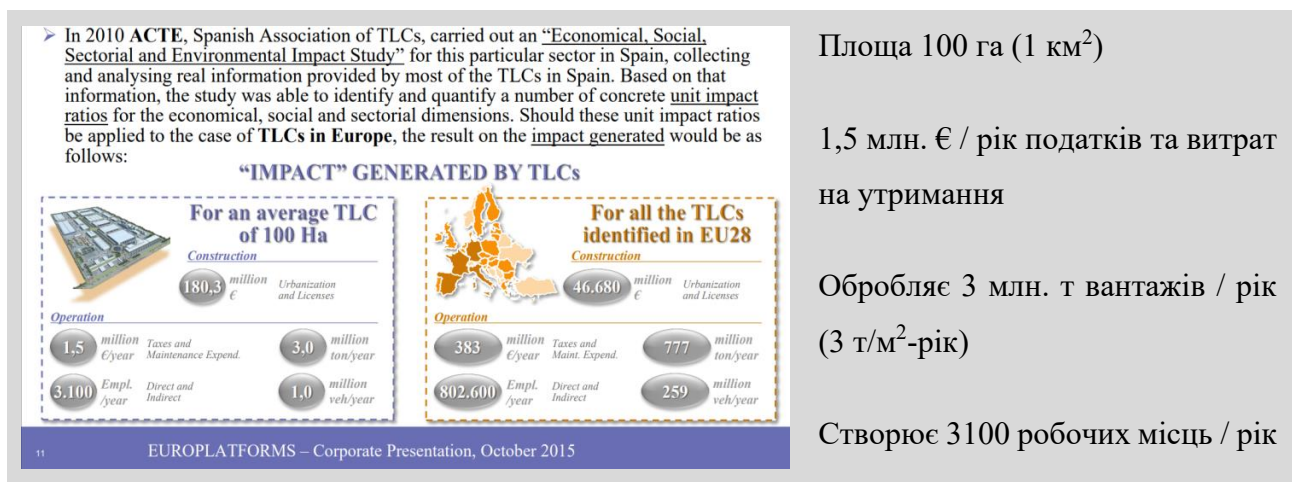 ➢ In 2010 ACTE, Spanish Association of TLCs, carried out an “Economical, Social,
Sectorial and Environmental Impact Study” for this particular sector in Spain, collecting
and analysing real information provided by most of the TLCs in Spain. Based on that
information, the study was able to identify and quantify a number of concrete unit impact
ratios for the economical, social and sectorial dimensions. Should these unit impact ratios
be applied to the case of TLCs in Europe, the result on the impact generated would be as
follows:
“IMPACT” GENERATED BY TLCs
For an average TLC
of 100 Ha
Construction
180,3 million € Urbanization and Licenses
Operation
1,5 million €/year Taxes and Maintenance Expend.
3,0 million ton/year
3.100 Empl. /year Direct and Indirect
1,0 million veh/year
For all the TLCs
identified in EU28
Construction
46.680 million € Urbanization and Licenses
Operation
383 million €/year Taxes and Maint. Expend.
777 million ton/year
802.600 Empl. /year Direct and Indirect
259 million veh/year
11 EUROPLATFORMS – Corporate Presentation, October 2015
Площа 100 га (1 км²)
1,5 млн. € / рік податків та витрат
на утримання
Обробляє 3 млн. т вантажів / рік
(3 т/м²-рік)
Створює 3100 робочих місць / рік